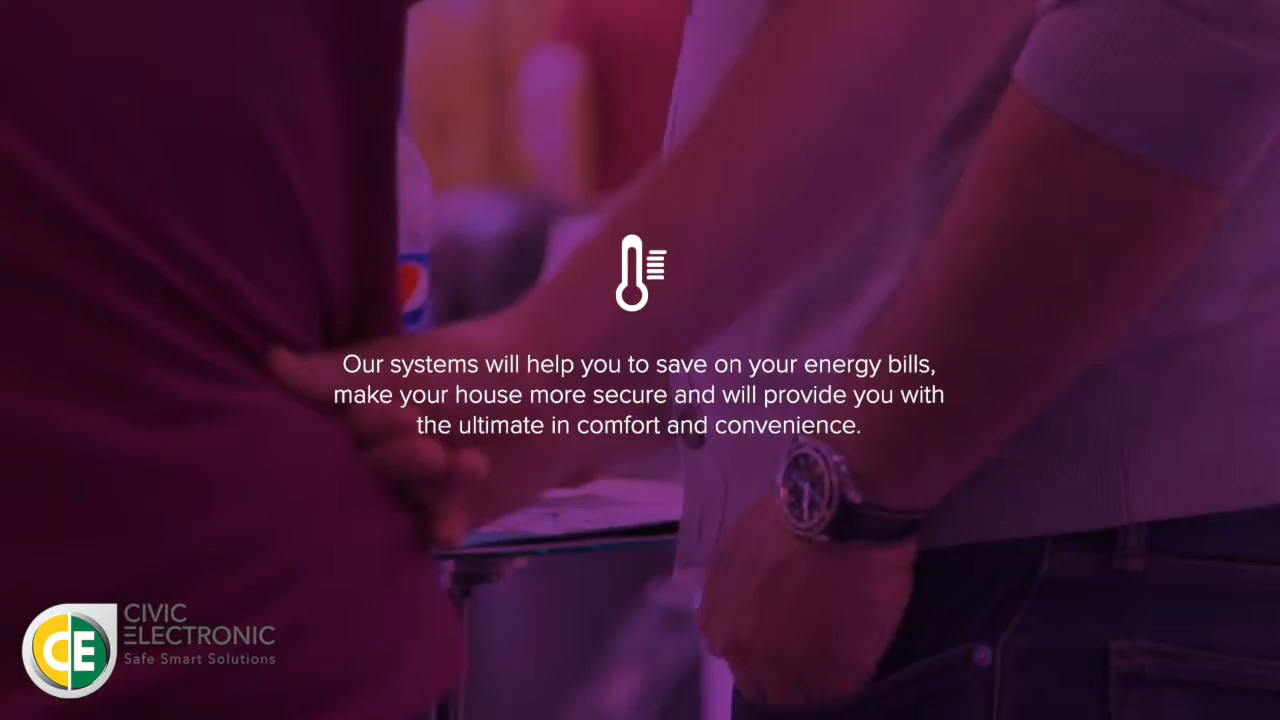 Our systems will help you to save on your energy bills,
make your house more secure and will provide you with
the ultimate in comfort and convenience.
CE
CIVIC
ELECTRONIC
Safe Smart Solutions